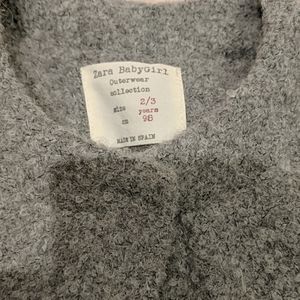 Zara BabyGirl
Outerwear
collection
size 2/3 years
cm 98
MADE IN SPAIN